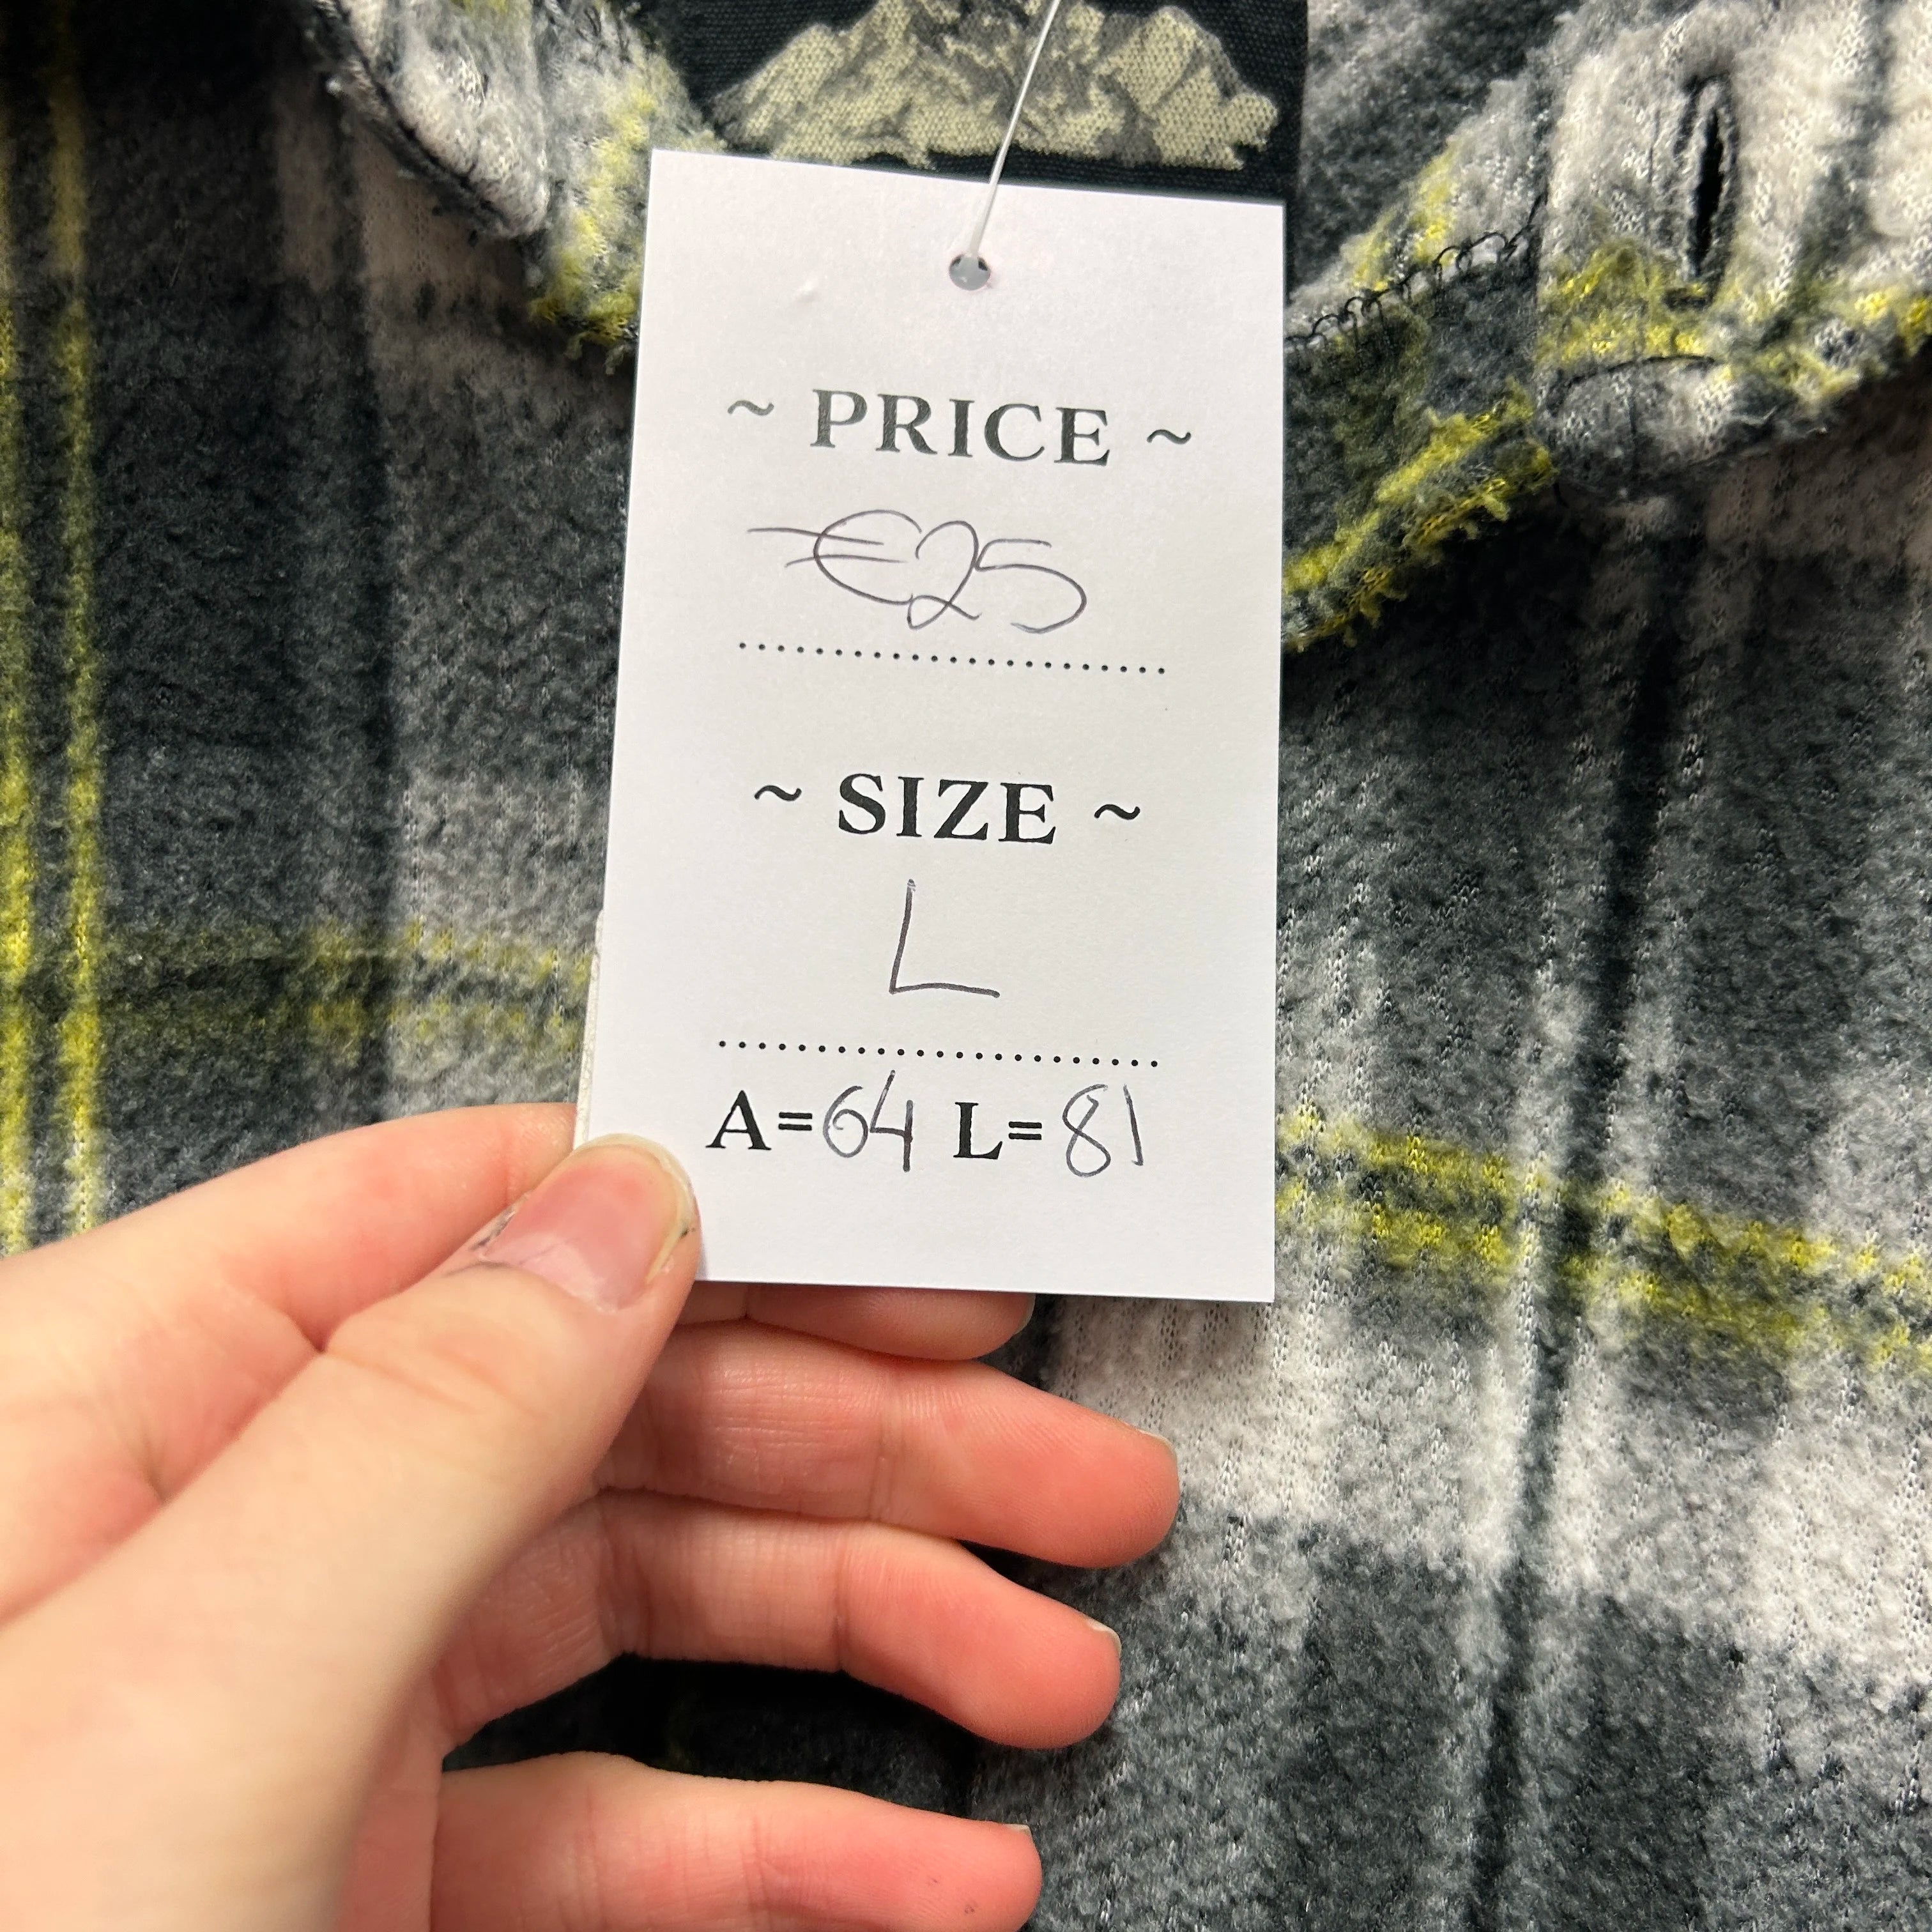 ~ PRICE ~
€25
~ SIZE ~
L
A=64 L=81